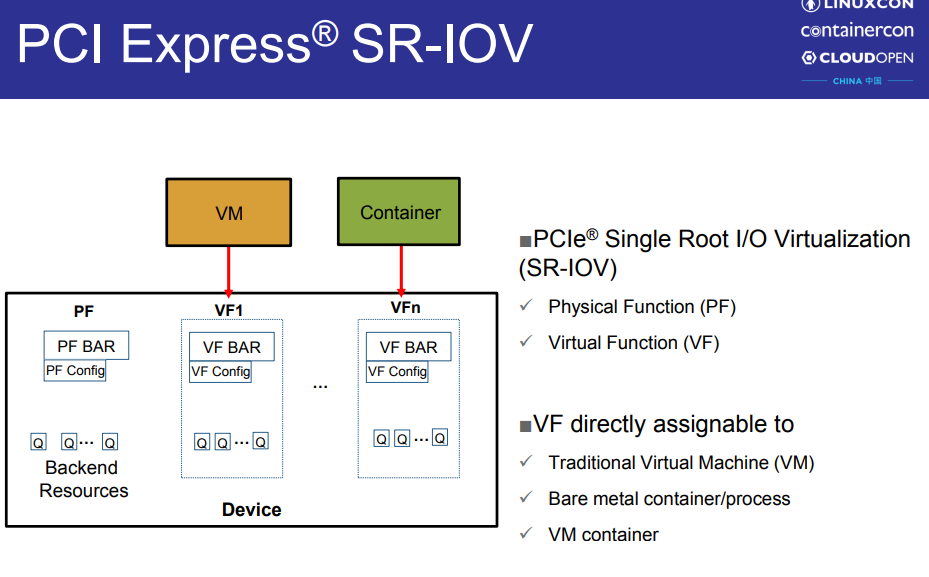 PCI Express® SR-IOV
LINUXCON
containercon
CLOUDOPEN
CHINA 中国
VM
Container
PF
VF1
VFn
PF BAR
VF BAR
VF BAR
PF Config
VF Config
VF Config
...
Q Q... Q
Q Q ... Q
Q Q ... Q
Backend
Resources
Device
■PCIe® Single Root I/O Virtualization
(SR-IOV)
✓ Physical Function (PF)
✓ Virtual Function (VF)
■VF directly assignable to
✓ Traditional Virtual Machine (VM)
✓ Bare metal container/process
✓ VM container